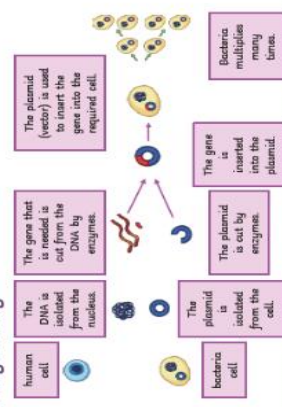 human
cell
The
DNA is
isolated
from the
nucleus.
The gene that
is needed is
cut from the
DNA by
enzymes.
The plasmid
(vector) is used
to insert the
gene into the
required cell.
bacteria
cell
The
plasmid
is
isolated
from the
cell.
The plasmid
is cut by
enzymes.
The gene
is
inserted
into the
plasmid.
Bacteria
multiplies
many
times.